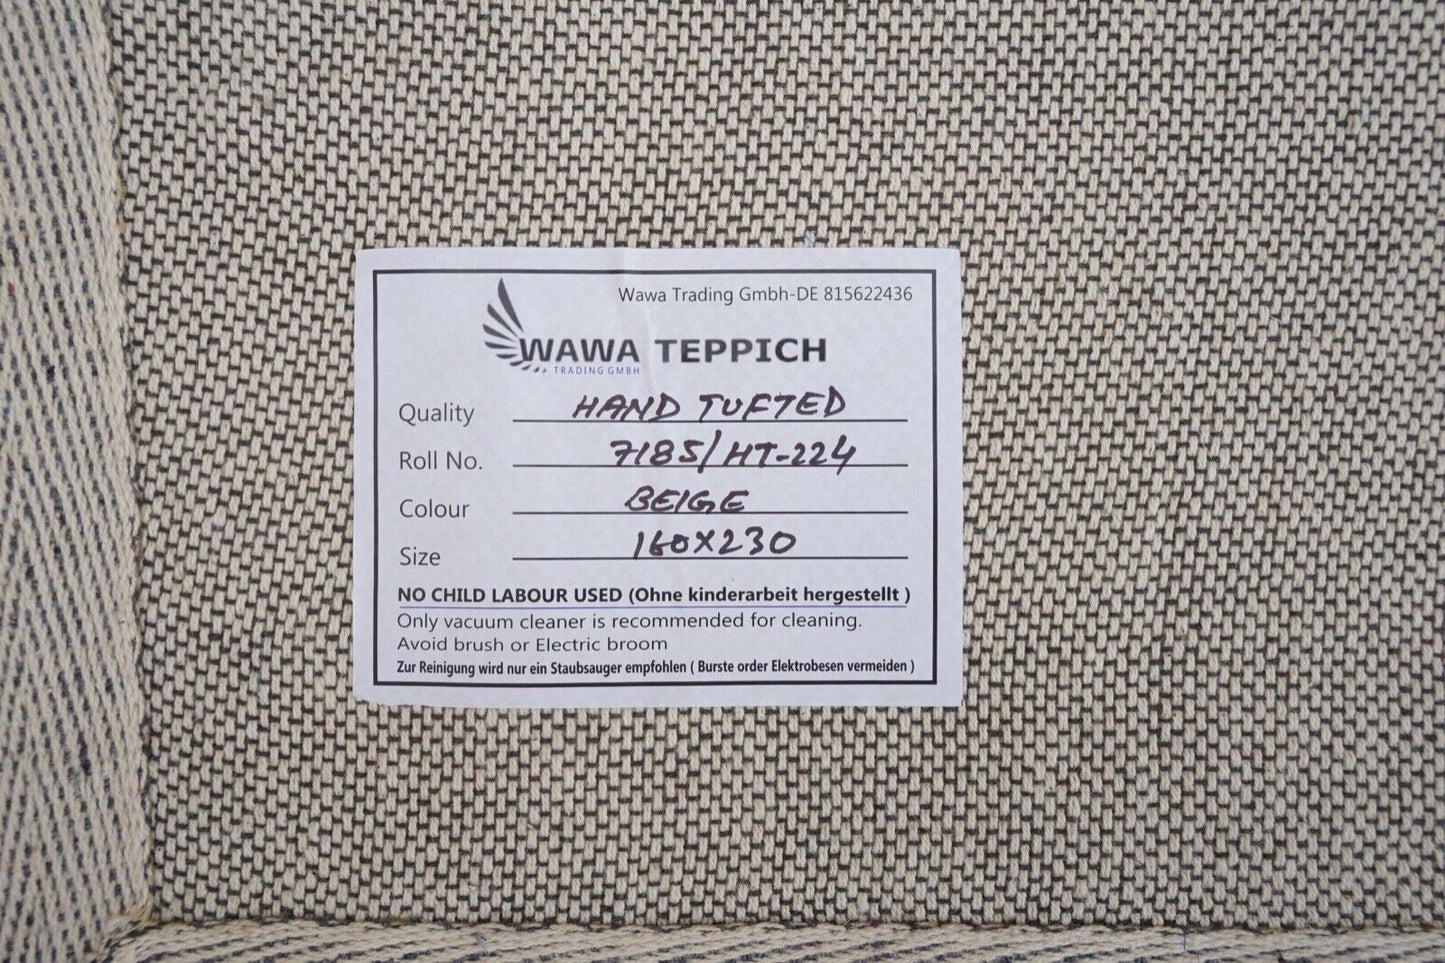 Wawa Trading Gmbh-DE 815622436
WAWA TEPPICH
TRADING GMBH
Quality HAND TUFTED
Roll No. 7185/HT-224
Colour BEIGE
Size 160X230
NO CHILD LABOUR USED (Ohne kinderarbeit hergestellt )
Only vacuum cleaner is recommended for cleaning.
Avoid brush or Electric broom
Zur Reinigung wird nur ein Staubsauger empfohlen ( Burste order Elektrobesen vermeiden )